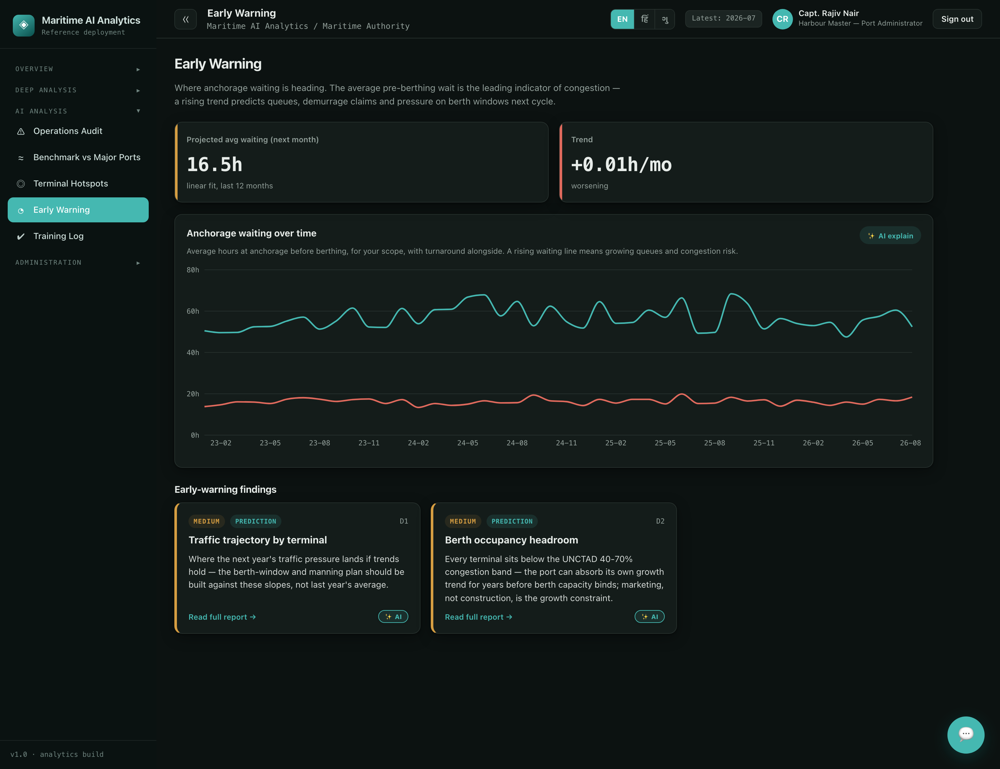 Maritime AI Analytics
Reference deployment
OVERVIEW
DEEP ANALYSIS
AI ANALYSIS
Operations Audit
Benchmark vs Major Ports
Terminal Hotspots
Early Warning
Training Log
ADMINISTRATION
v1.0 · analytics build
Early Warning
Maritime AI Analytics / Maritime Authority
EN हिं ગુ
Latest: 2026-07
CR
Capt. Rajiv Nair
Harbour Master — Port Administrator
Sign out
Early Warning
Where anchorage waiting is heading. The average pre-berthing wait is the leading indicator of congestion —
a rising trend predicts queues, demurrage claims and pressure on berth windows next cycle.
Projected avg waiting (next month)
16.5h
linear fit, last 12 months
Trend
+0.01h/mo
worsening
Anchorage waiting over time
✨ AI explain
Average hours at anchorage before berthing, for your scope, with turnaround alongside. A rising waiting line means growing queues and congestion risk.
80h
60h
40h
20h
0h
23-02 23-05 23-08 23-11 24-02 24-05 24-08 24-11 25-02 25-05 25-08 25-11 26-02 26-05 26-08
Early-warning findings
MEDIUM PREDICTION D1
Traffic trajectory by terminal
Where the next year's traffic pressure lands if trends
hold — the berth-window and manning plan should be
built against these slopes, not last year's average.
Read full report → ✨ AI
MEDIUM PREDICTION D2
Berth occupancy headroom
Every terminal sits below the UNCTAD 40-70%
congestion band — the port can absorb its own growth
trend for years before berth capacity binds; marketing,
not construction, is the growth constraint.
Read full report → ✨ AI